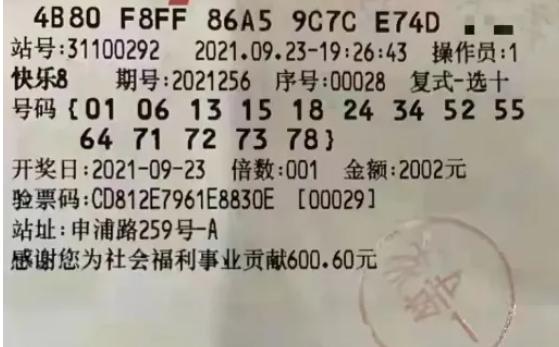 4B80 F8FF 86A5 9C7C E74D
站号:31100292 2021.09.23-19:26:43 操作员:1
快乐8 期号:2021256 序号:00028 复式-选十
号码{01 06 13 15 18 24 34 52 55
64 71 72 73 78}
开奖日:2021-09-23 倍数:001 金额:2002元
验票码:CD812E7961E8830E [00029]
站址:申浦路259号-A
感谢您为社会福利事业贡献600.60元